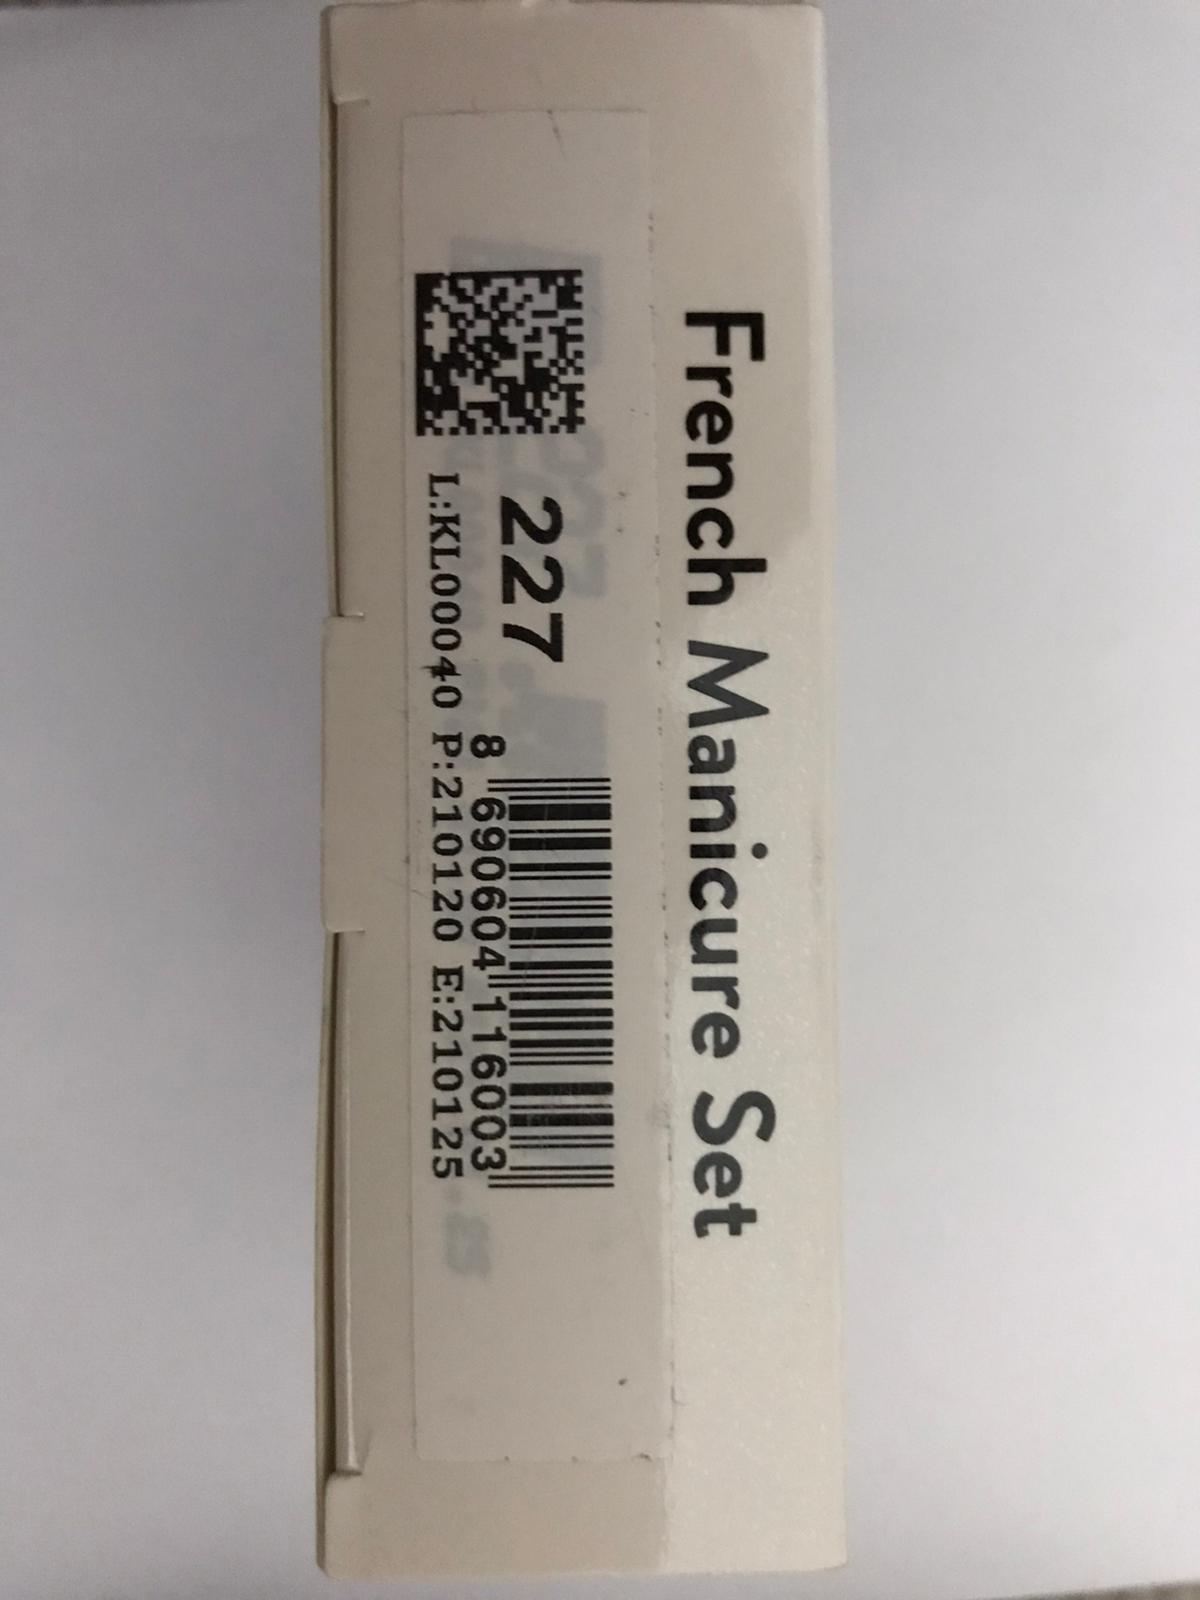 French Manicure Set
227
8 690604 116003
L:KL00040 P:210120 E:210125